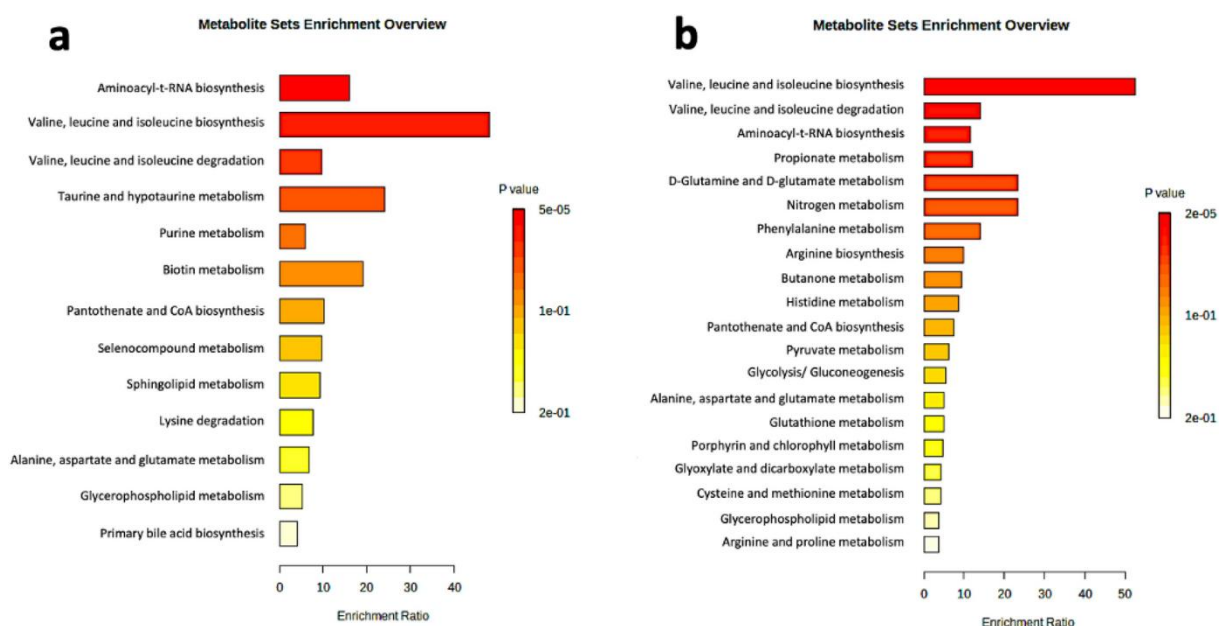 a
Metabolite Sets Enrichment Overview
Aminoacyl-t-RNA biosynthesis
Valine, leucine and isoleucine biosynthesis
Valine, leucine and isoleucine degradation
Taurine and hypotaurine metabolism
Purine metabolism
Biotin metabolism
Pantothenate and CoA biosynthesis
Selenocompound metabolism
Sphingolipid metabolism
Lysine degradation
Alanine, aspartate and glutamate metabolism
Glycerophospholipid metabolism
Primary bile acid biosynthesis
0 10 20 30 40
Enrichment Ratio
P value
5e-05
1e-01
2e-01
b
Metabolite Sets Enrichment Overview
Valine, leucine and isoleucine biosynthesis
Valine, leucine and isoleucine degradation
Aminoacyl-t-RNA biosynthesis
Propionate metabolism
D-Glutamine and D-glutamate metabolism
Nitrogen metabolism
Phenylalanine metabolism
Arginine biosynthesis
Butanone metabolism
Histidine metabolism
Pantothenate and CoA biosynthesis
Pyruvate metabolism
Glycolysis/ Gluconeogenesis
Alanine, aspartate and glutamate metabolism
Glutathione metabolism
Porphyrin and chlorophyll metabolism
Glyoxylate and dicarboxylate metabolism
Cysteine and methionine metabolism
Glycerophospholipid metabolism
Arginine and proline metabolism
0 10 20 30 40 50
Enrichment Ratio
P value
2e-05
1e-01
2e-01